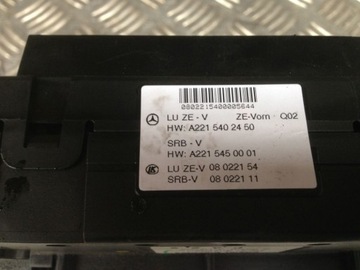 0802215400005644
LU ZE - V ZE-Vorn - Q02
HW: A221 540 24 50
SRB - V
HW: A221 545 00 01
LU ZE-V 08 0221 54
SRB-V 08 0221 11